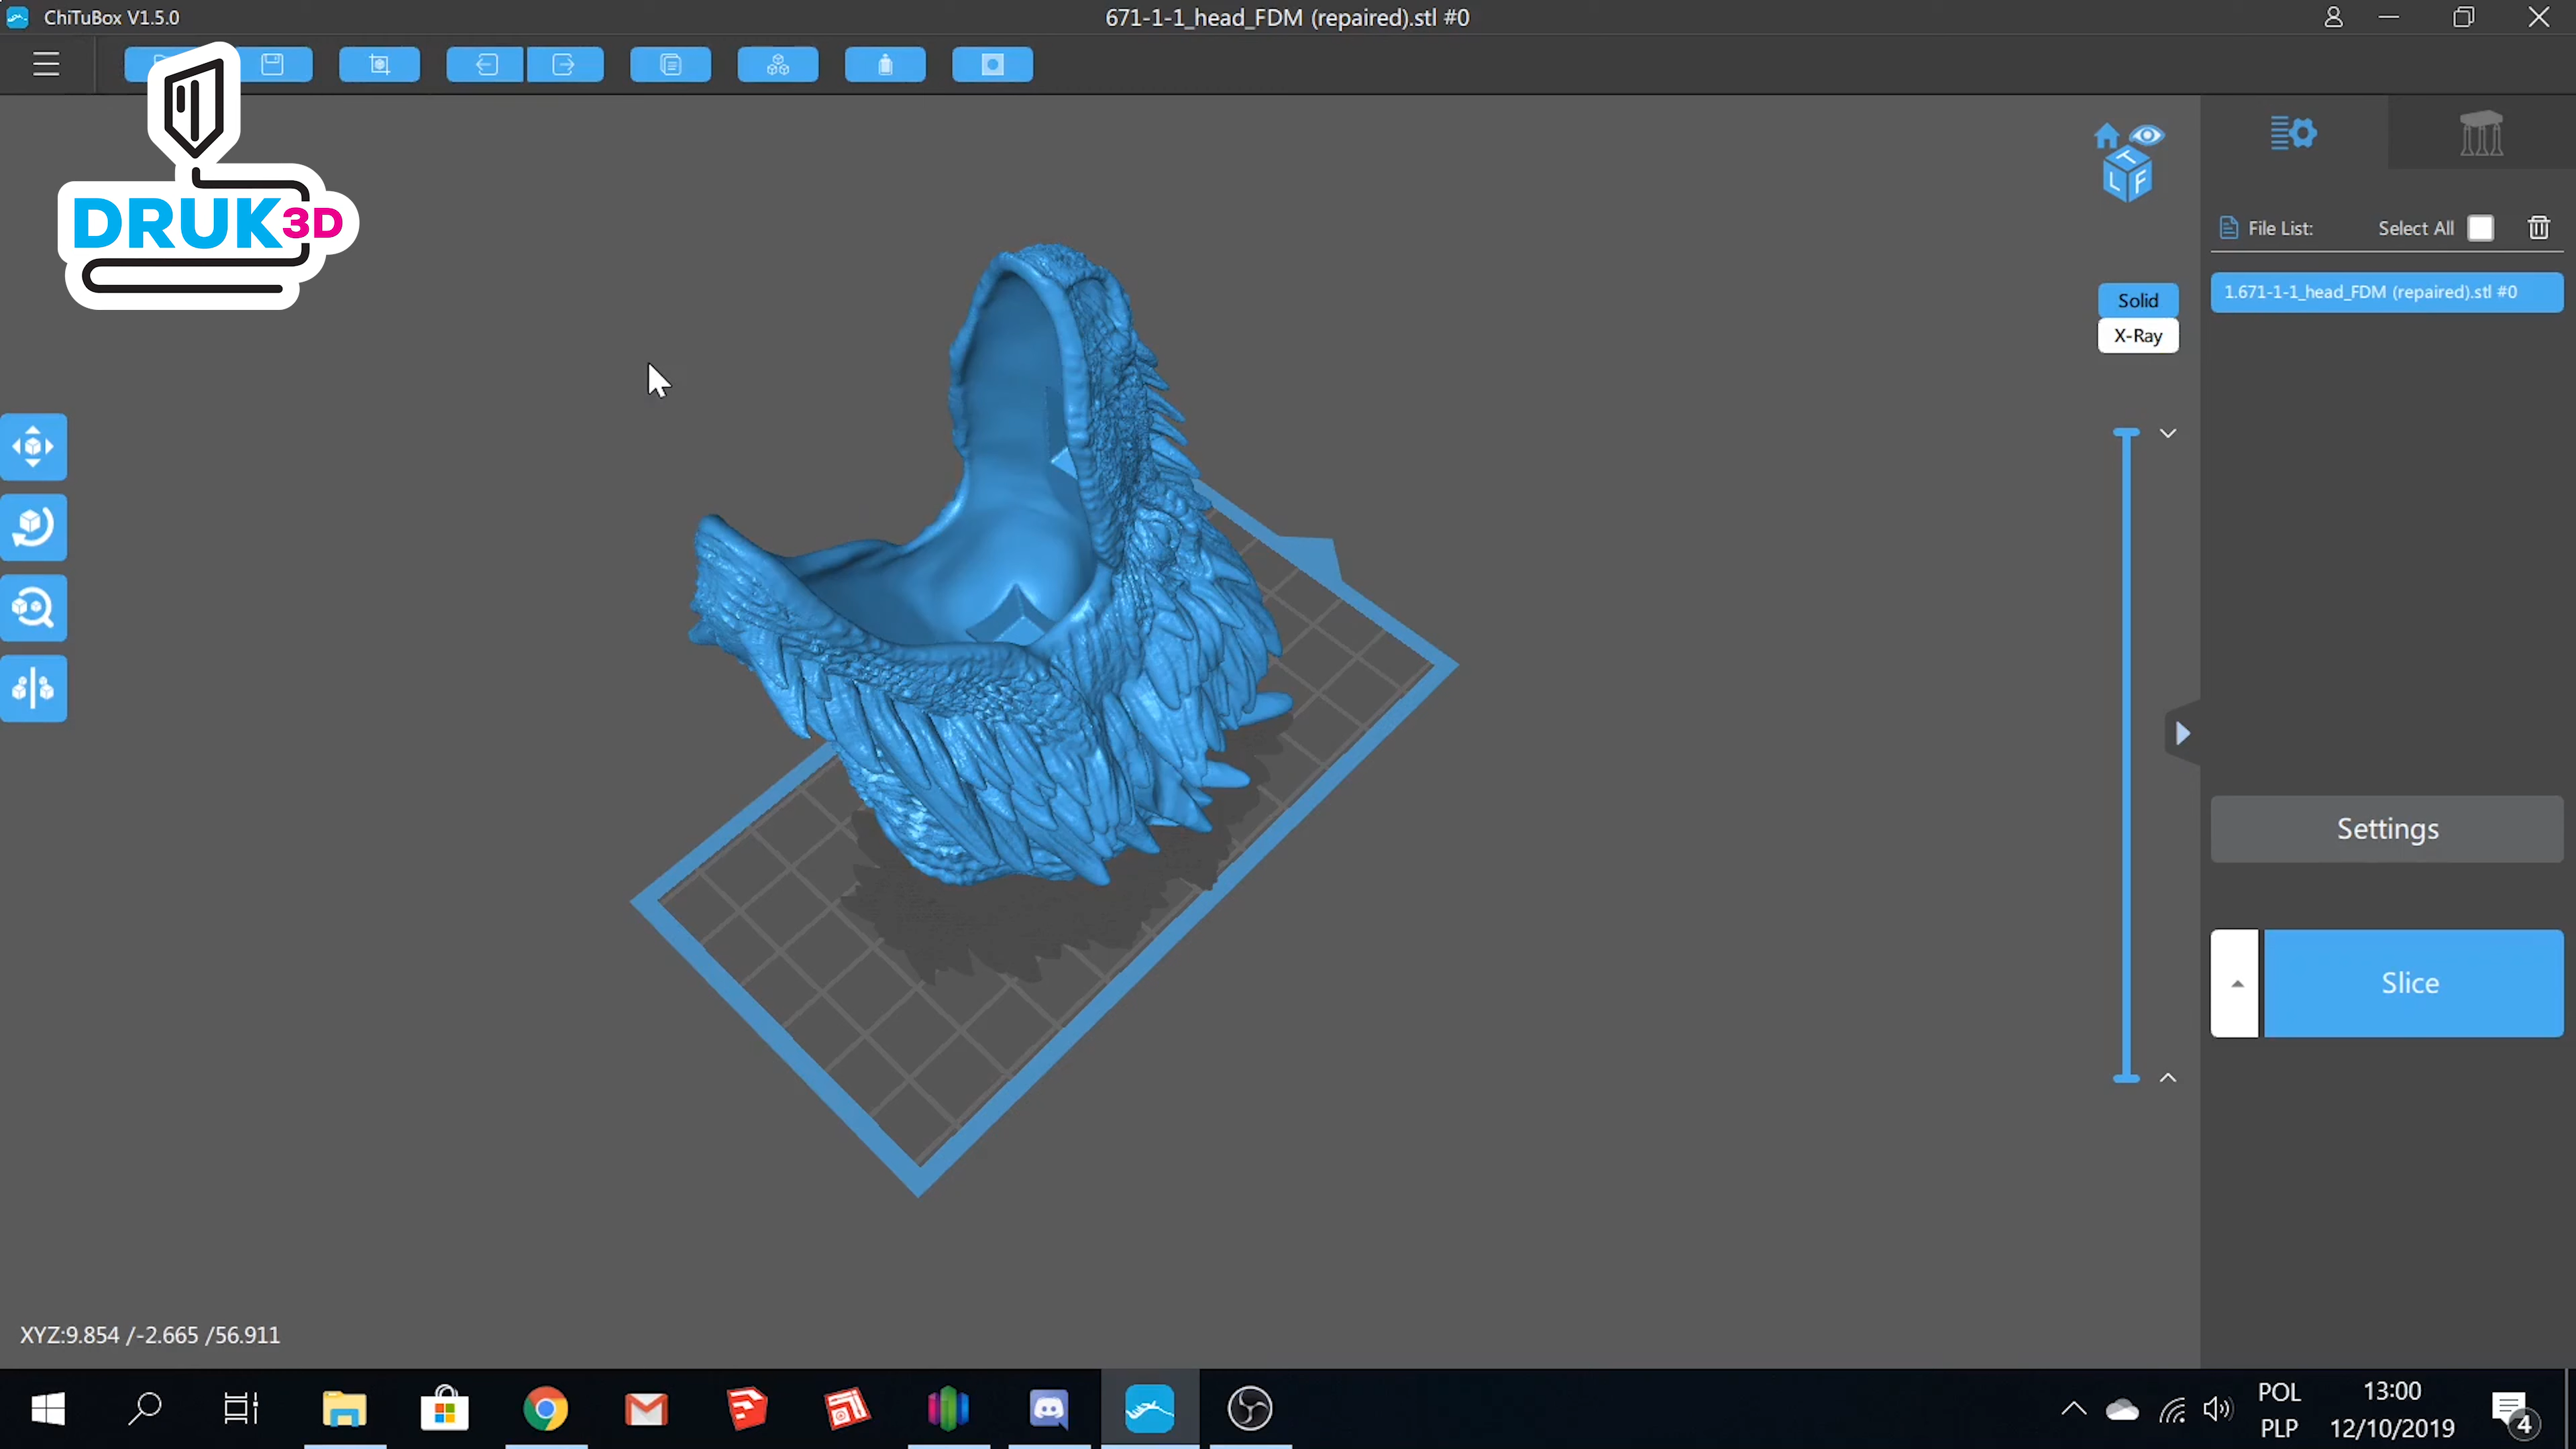 ChiTuBox V1.5.0
671-1-1_head_FDM (repaired).stl #0
DRUK3D
T
L F
File List:
Select All
1.671-1-1_head_FDM (repaired).stl #0
Solid
X-Ray
Settings
Slice
XYZ:9.854 /-2.665 /56.911
POL
PLP
13:00
12/10/2019
4